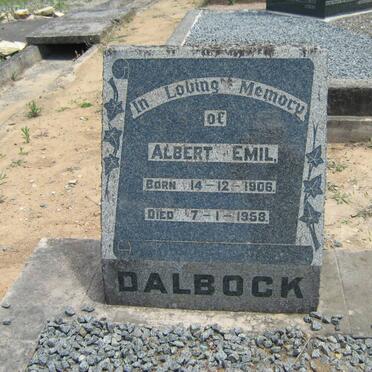 In Loving Memory
of
ALBERT EMIL,
BORN 14-12-1906.
DIED 7-1-1958.
DALBOCK